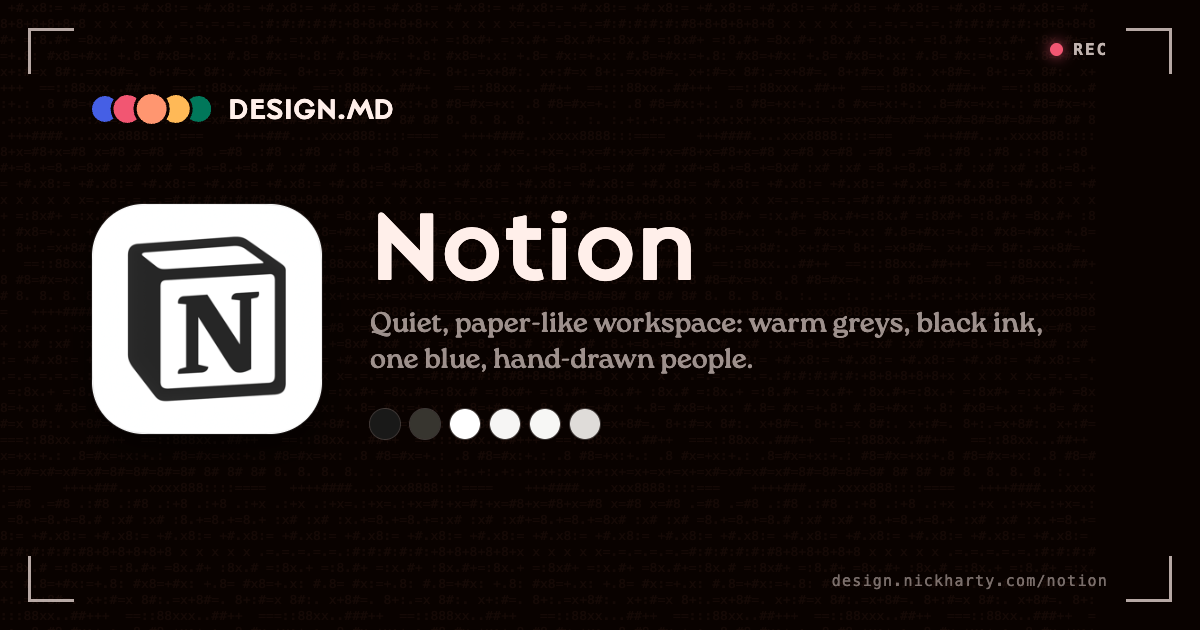 REC
DESIGN.MD
N
Notion
Quiet, paper-like workspace: warm greys, black ink,
one blue, hand-drawn people.
design.nickharty.com/notion